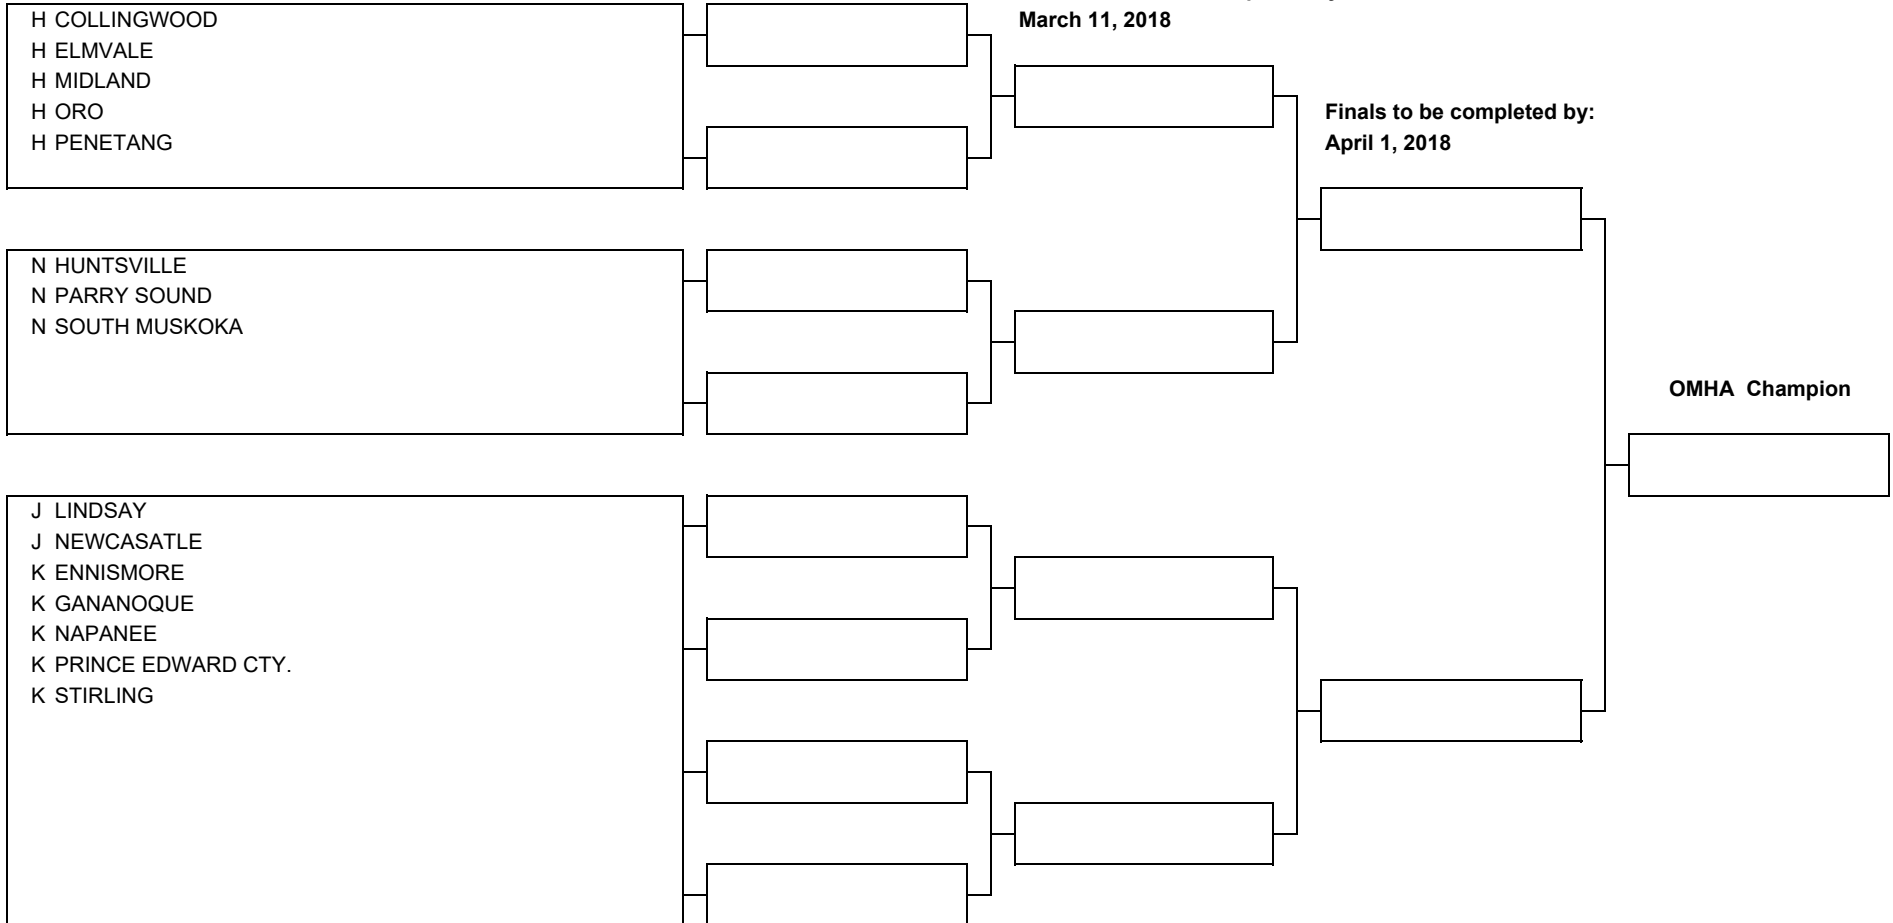 March 11, 2018
H COLLINGWOOD
H ELMVALE
H MIDLAND
H ORO
H PENETANG
Finals to be completed by:
April 1, 2018
N HUNTSVILLE
N PARRY SOUND
N SOUTH MUSKOKA
OMHA Champion
J LINDSAY
J NEWCASATLE
K ENNISMORE
K GANANOQUE
K NAPANEE
K PRINCE EDWARD CTY.
K STIRLING